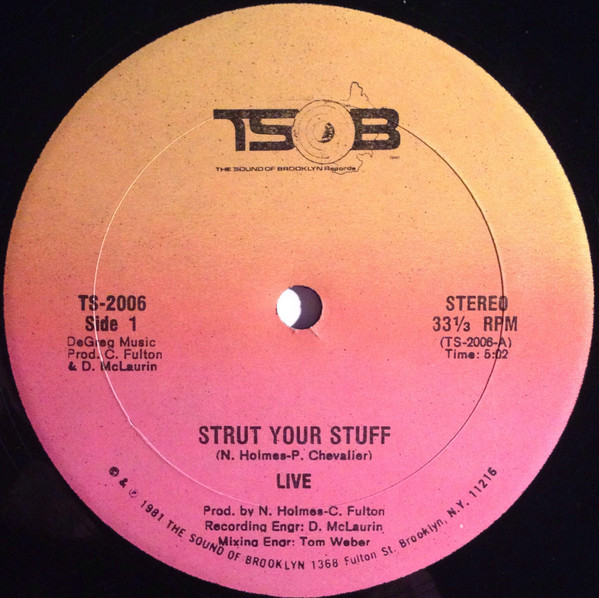 TSOB
THE SOUND OF BROOKLYN Records
TS-2006
Side 1
DeGreg Music
Prod. C. Fulton
& D. McLaurin
STEREO
33⅓ RPM
(TS-2006-A)
Time: 5:02
STRUT YOUR STUFF
(N. Holmes-P. Chevalier)
LIVE
Prod. by N. Holmes-C. Fulton
Recording Engr: D. McLaurin
Mixing Engr: Tom Weber
© & ℗ 1981 THE SOUND OF BROOKLYN 1368 Fulton St. Brooklyn, N.Y. 11216